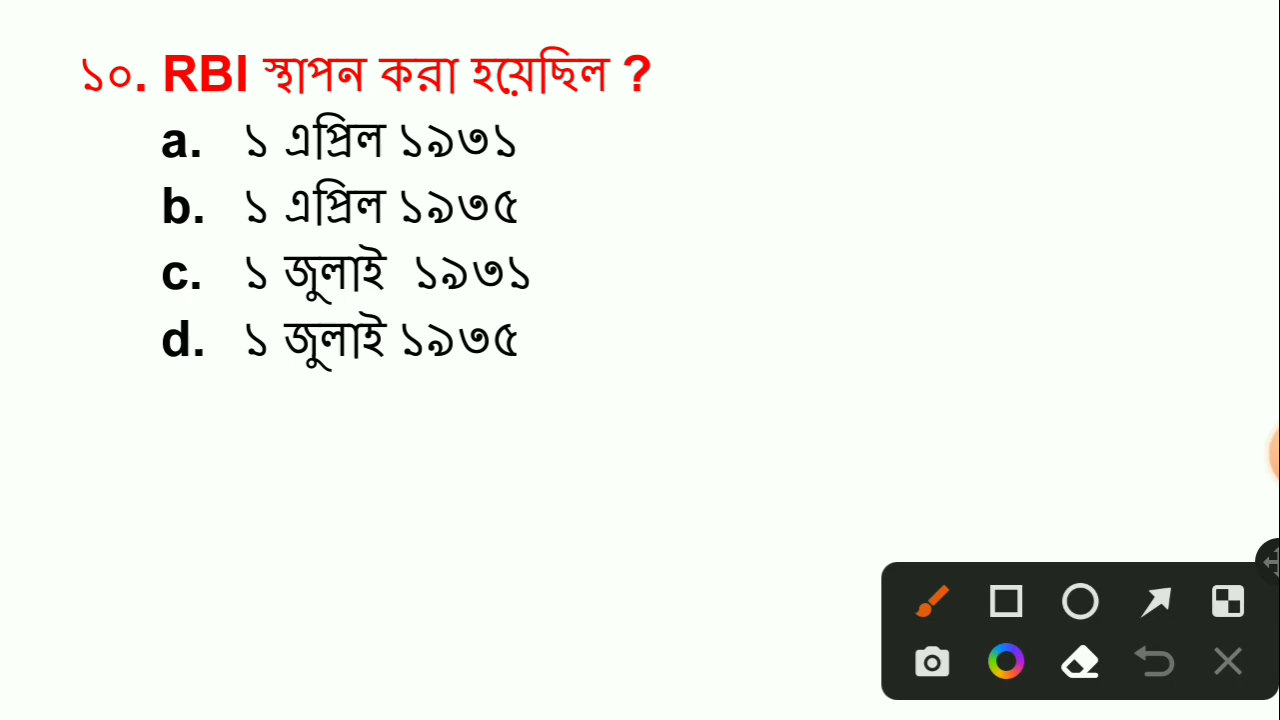 ১০. RBI স্থাপন করা হয়েছিল ?
a. ১ এপ্রিল ১৯৩১
b. ১ এপ্রিল ১৯৩৫
c. ১ জুলাই ১৯৩১
d. ১ জুলাই ১৯৩৫